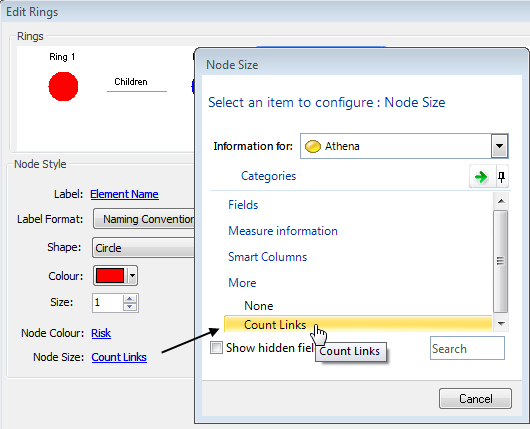 Edit Rings
Rings
Ring 1
Children
Node Style
Label: Element Name
Label Format: Naming Convention
Shape: Circle
Colour:
Size: 1
Node Colour: Risk
Node Size: Count Links
Node Size
Select an item to configure : Node Size
Information for: Athena
Categories
Fields
Measure information
Smart Columns
More
None
Count Links
Show hidden fiel
Count Links
Search
Cancel